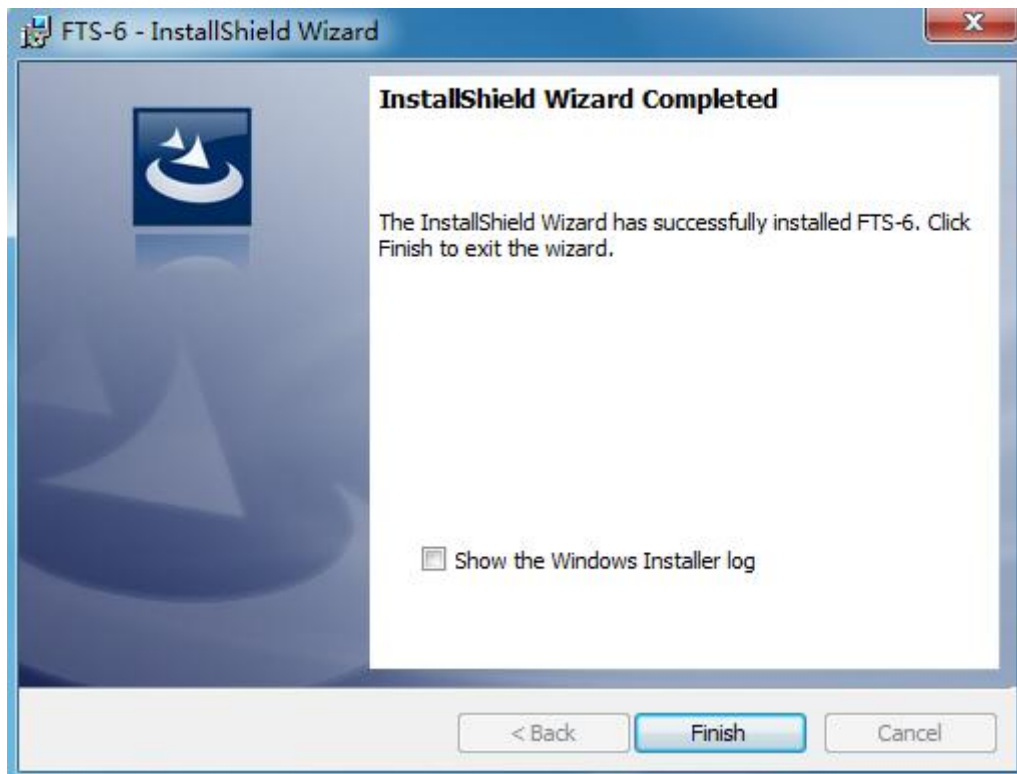 FTS-6 - InstallShield Wizard
InstallShield Wizard Completed
The InstallShield Wizard has successfully installed FTS-6. Click
Finish to exit the wizard.
Show the Windows Installer log
< Back
Finish
Cancel